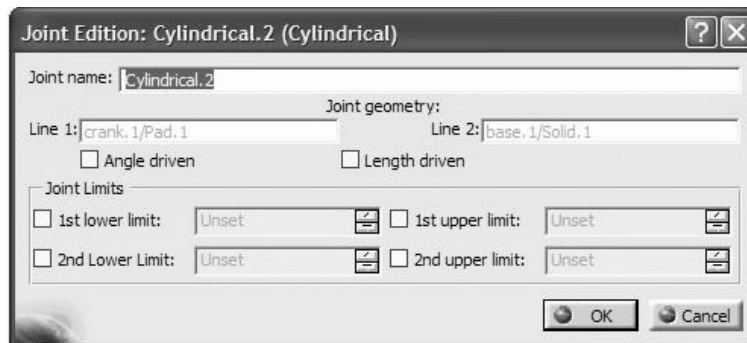 Joint Edition: Cylindrical.2 (Cylindrical)
Joint name: Cylindrical.2
Joint geometry:
Line 1: crank.1/Pad.1 Line 2: base.1/Solid.1
Angle driven Length driven
Joint Limits
1st lower limit: Unset 1st upper limit: Unset
2nd Lower Limit: Unset 2nd upper limit: Unset
OK Cancel